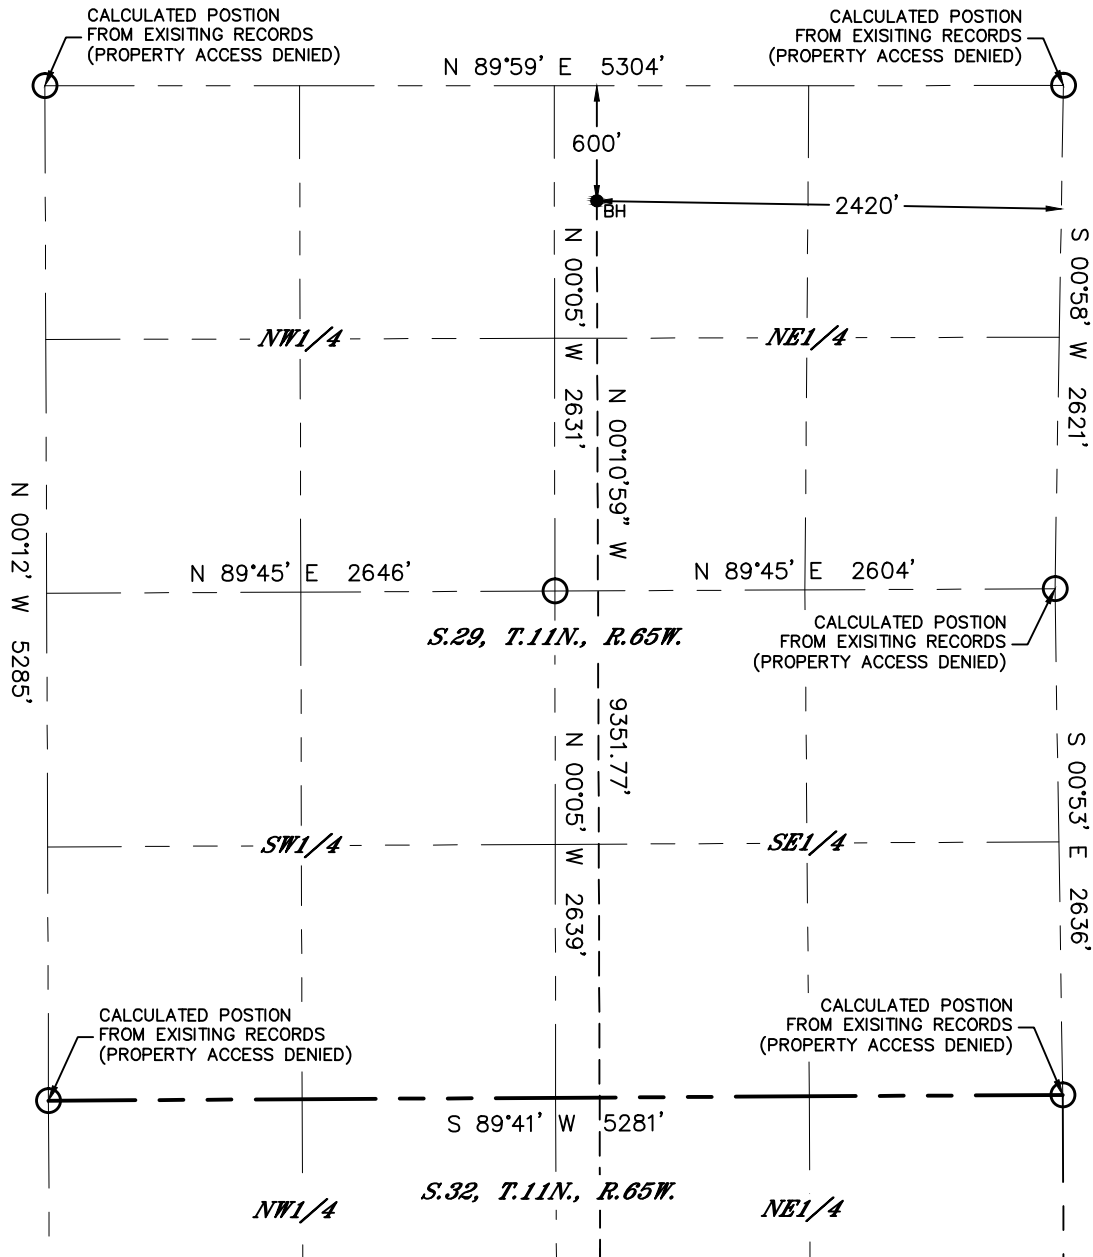 CALCULATED POSTION
FROM EXISITING RECORDS
(PROPERTY ACCESS DENIED)
CALCULATED POSTION
FROM EXISITING RECORDS
(PROPERTY ACCESS DENIED)
N 89°59' E 5304'
600'
BH
2420'
N 00°05' W 2631'
S 00°58' W 2621'
NW1/4
NE1/4
N 00°10'59" W
9351.77'
N 00°12' W 5285'
N 89°45' E 2646'
N 89°45' E 2604'
CALCULATED POSTION
FROM EXISITING RECORDS
(PROPERTY ACCESS DENIED)
S.29, T.11N., R.65W.
N 00°05' W 2639'
S 00°53' E 2636'
SW1/4
SE1/4
CALCULATED POSTION
FROM EXISITING RECORDS
(PROPERTY ACCESS DENIED)
CALCULATED POSTION
FROM EXISITING RECORDS
(PROPERTY ACCESS DENIED)
S 89°41' W 5281'
S.32, T.11N., R.65W.
NW1/4
NE1/4